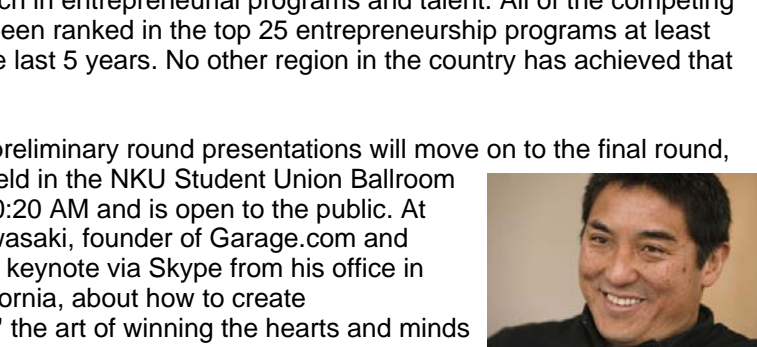 ch in entrepreneurial programs and talent. All of the competing
een ranked in the top 25 entrepreneurship programs at least
e last 5 years. No other region in the country has achieved that
preliminary round presentations will move on to the final round,
eld in the NKU Student Union Ballroom
0:20 AM and is open to the public. At
wasaki, founder of Garage.com and
keynote via Skype from his office in
ornia, about how to create
" the art of winning the hearts and minds